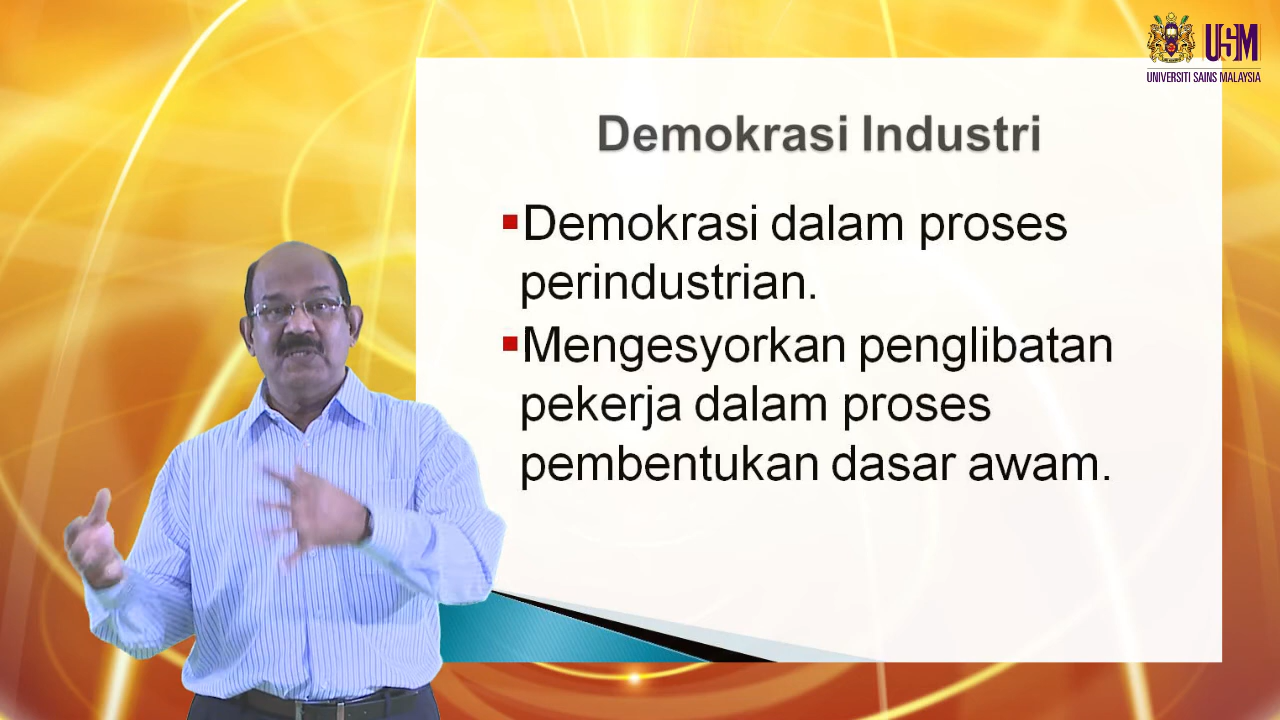 USM
UNIVERSITI SAINS MALAYSIA
Demokrasi Industri
▪Demokrasi dalam proses
perindustrian.
▪Mengesyorkan penglibatan
pekerja dalam proses
pembentukan dasar awam.